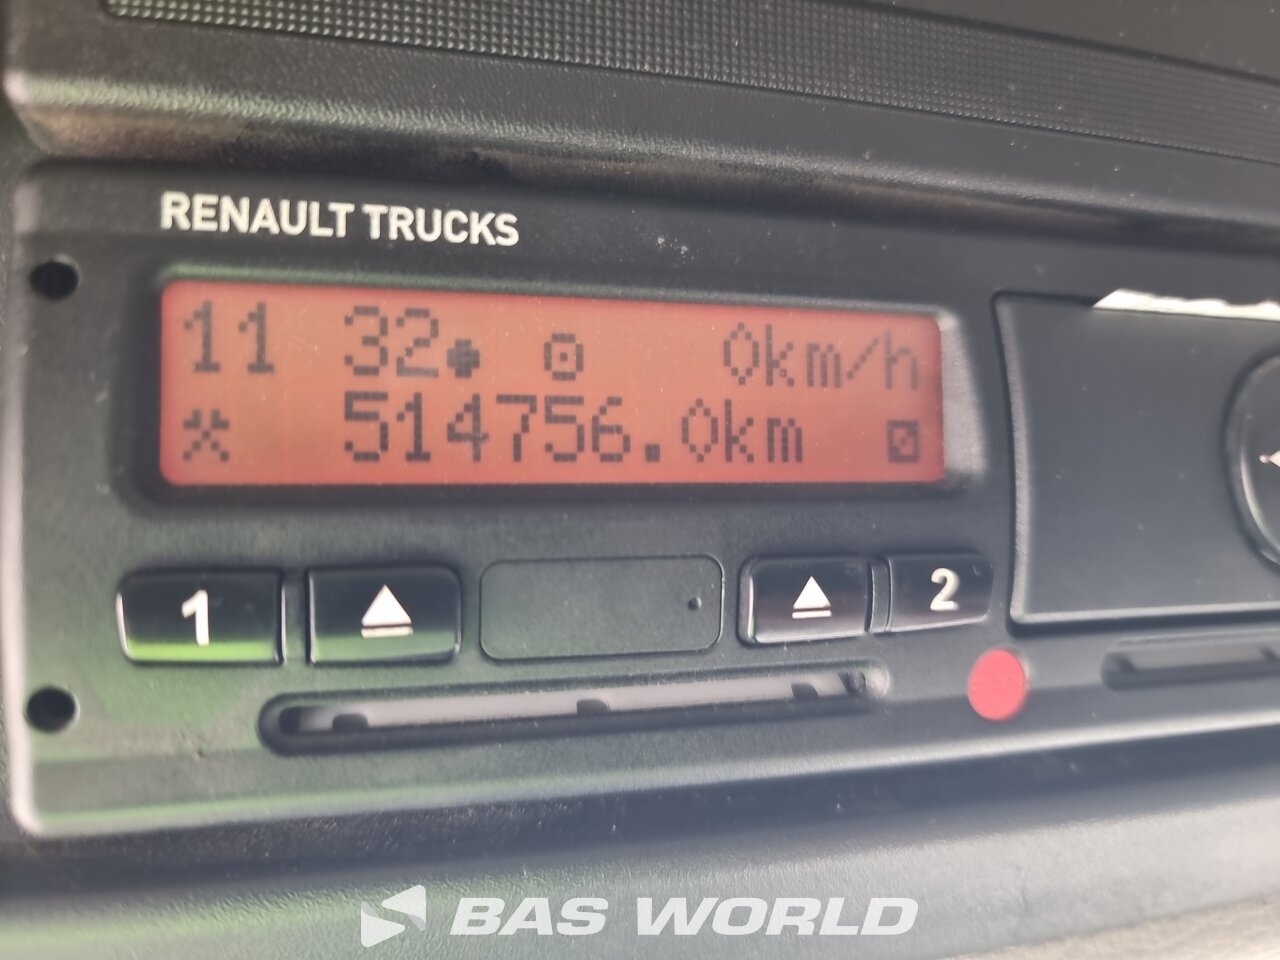 RENAULT TRUCKS
11 32 0km/h
514756.0km
1 2
BAS WORLD